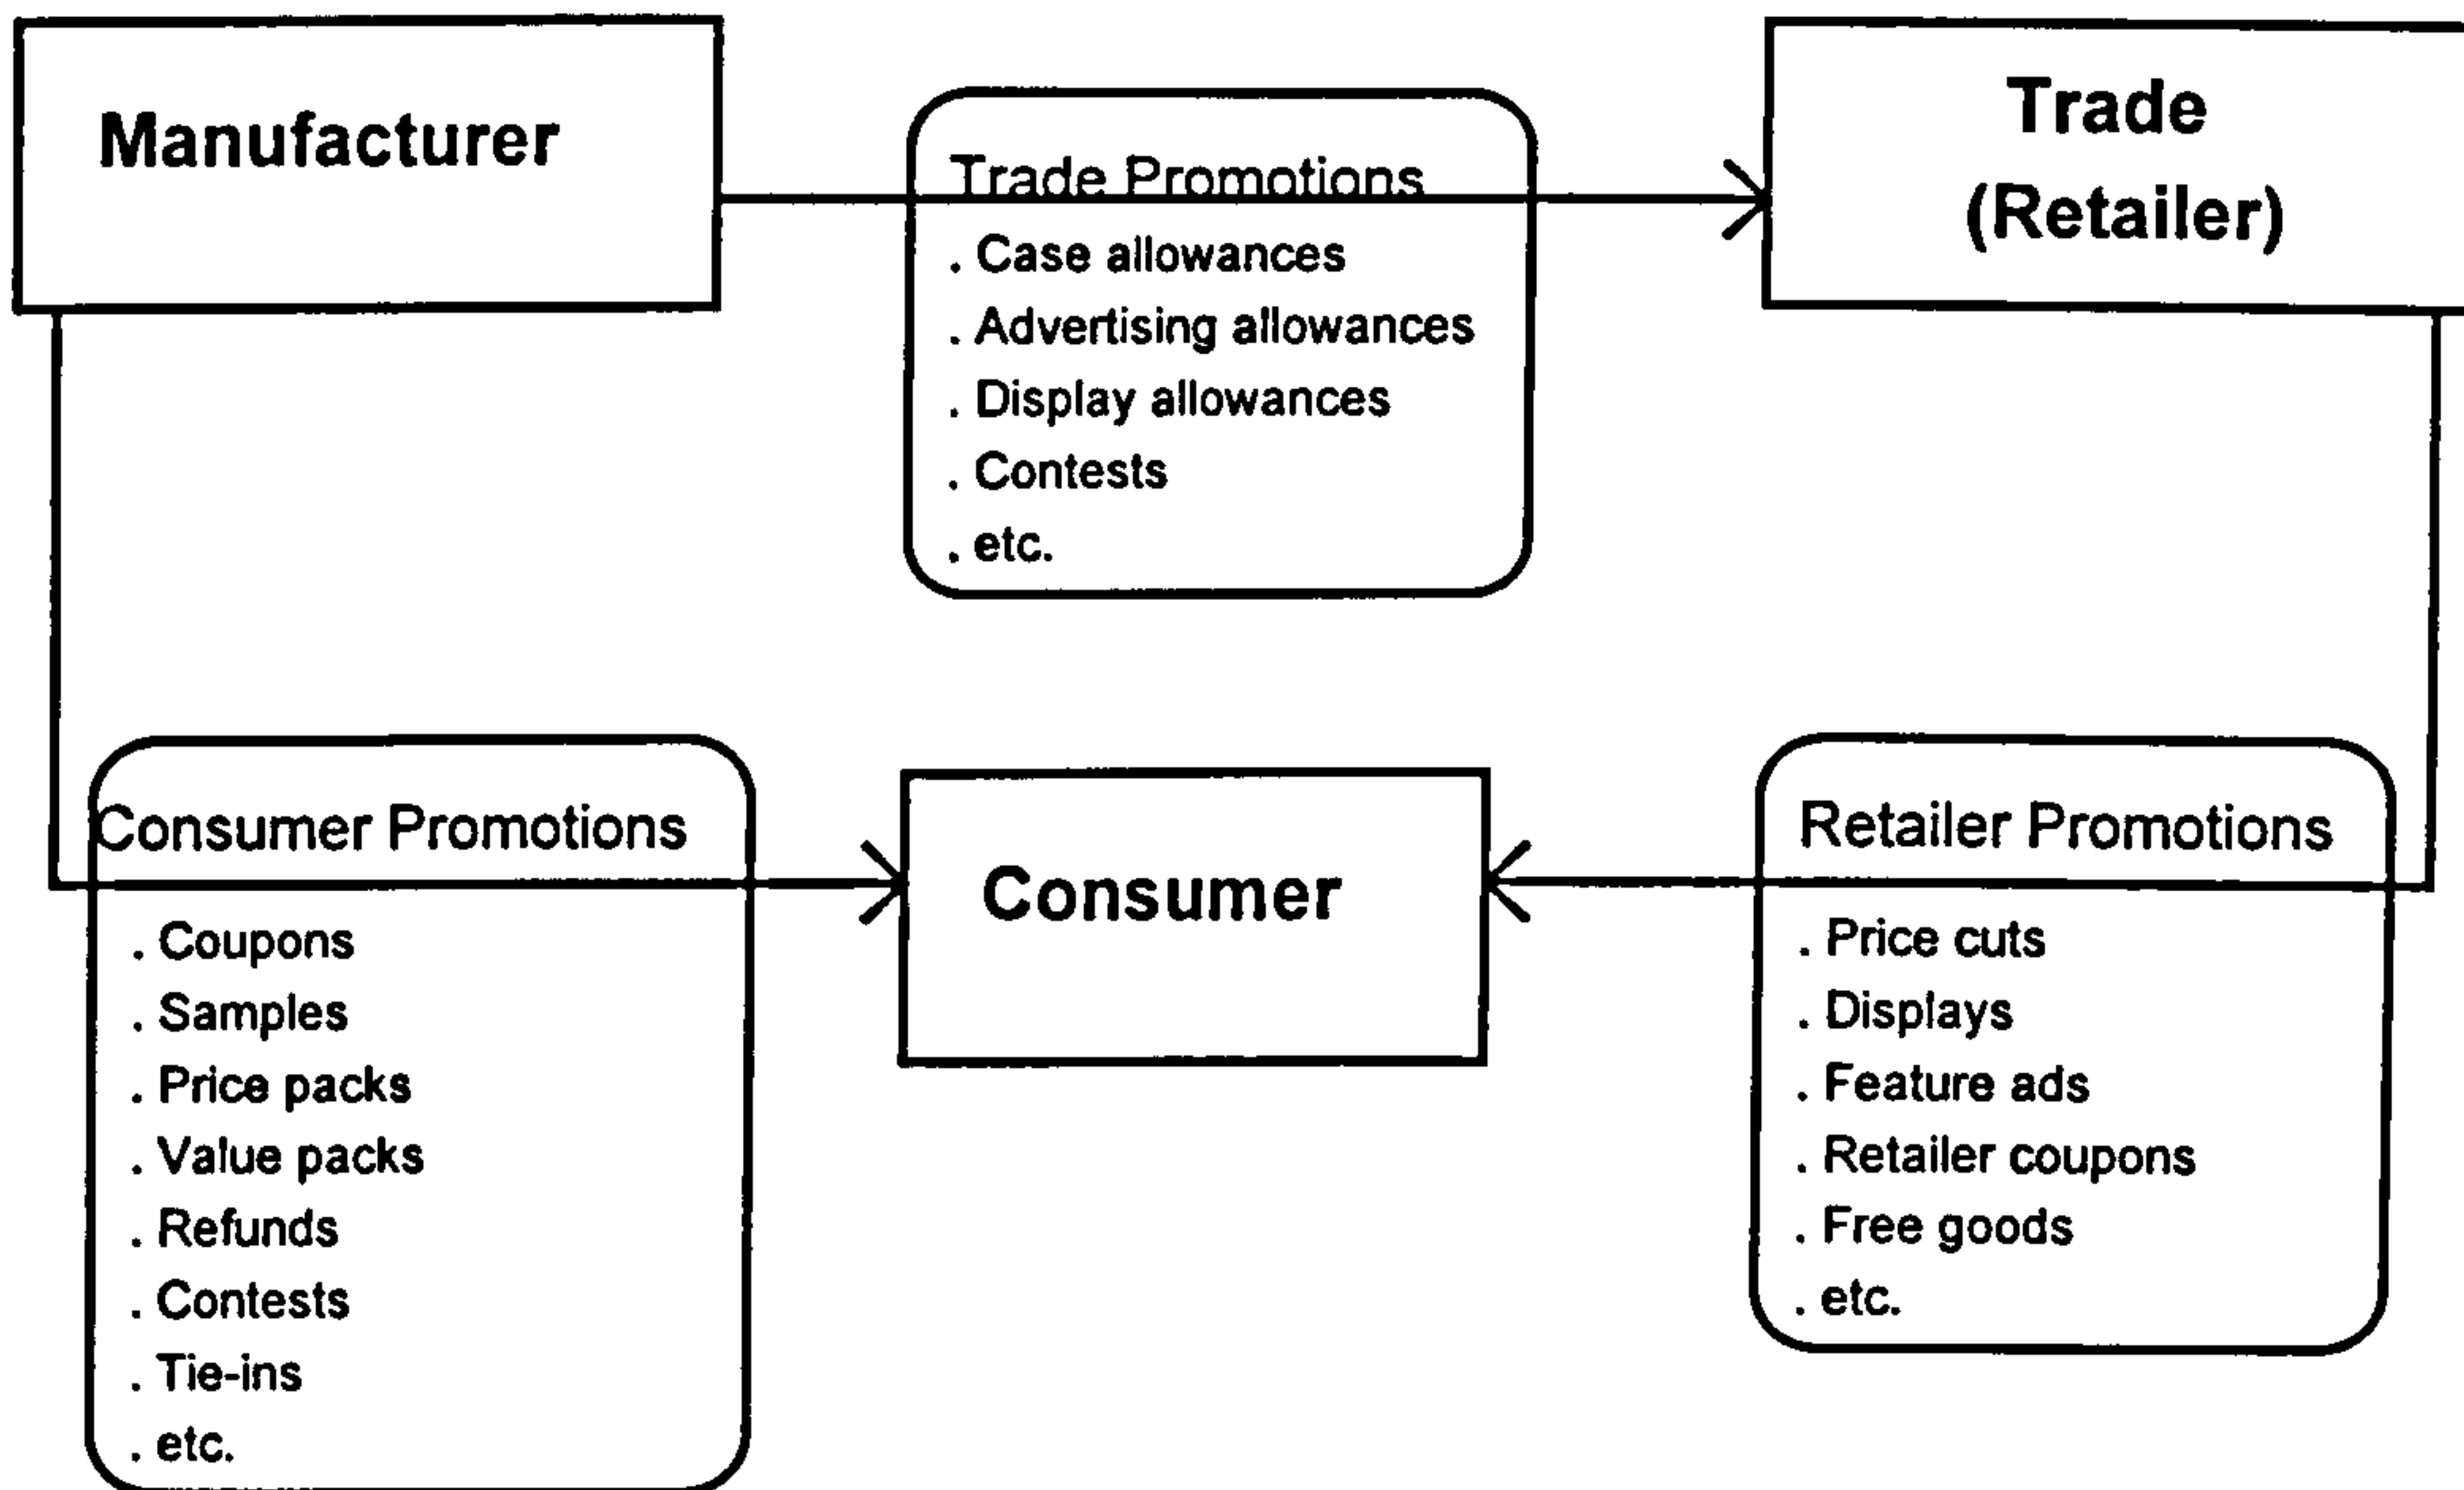 Manufacturer
Trade Promotions
. Case allowances
. Advertising allowances
. Display allowances
. Contests
. etc.
Trade
(Retailer)
Consumer Promotions
. Coupons
. Samples
. Price packs
. Value packs
. Refunds
. Contests
. Tie-ins
. etc.
Consumer
Retailer Promotions
. Price cuts
. Displays
. Feature ads
. Retailer coupons
. Free goods
. etc.